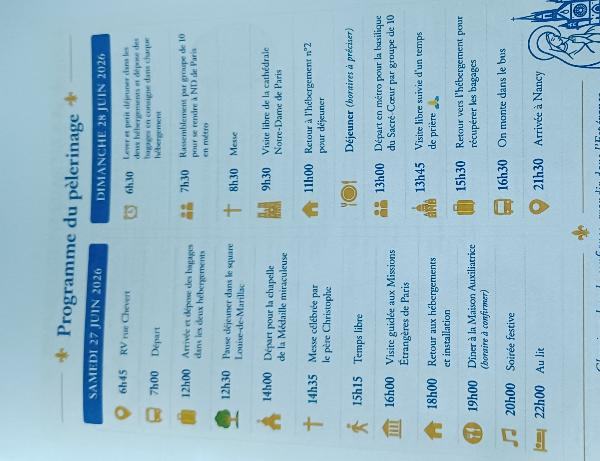 Programme du pèlerinage
SAMEDI 27 JUIN 2026
6h45 RV rue Chevert
7h00 Départ
12h00 Arrivée et dépose des bagages
dans les deux hébergements
12h30 Pause déjeuner dans le square
Louise-de-Marillac
14h00 Départ pour la chapelle
de la Médaille miraculeuse
14h35 Messe célébrée par
le père Christophe
15h15 Temps libre
16h00 Visite guidée aux Missions
Étrangères de Paris
18h00 Retour aux hébergements
et installation
19h00 Dîner à la Maison Auxiliatrice
(horaire à confirmer)
20h00 Soirée festive
22h00 Au lit
DIMANCHE 28 JUIN 2026
6h30 Lever et petit déjeuner dans les
deux hébergements et dépose des
bagages en consigne dans chaque
hébergement
7h30 Rassemblement par groupe de 10
pour se rendre à ND de Paris
en métro
8h30 Messe
9h30 Visite libre de la cathédrale
Notre-Dame de Paris
11h00 Retour à l'hébergement n°2
pour déjeuner
Déjeuner (horaires à préciser)
13h00 Départ en métro pour la basilique
du Sacré-Cœur par groupe de 10
13h45 Visite libre suivie d'un temps
de prière
15h30 Retour vers l'hébergement pour
récupérer les bagages
16h30 On monte dans le bus
21h30 Arrivée à Nancy